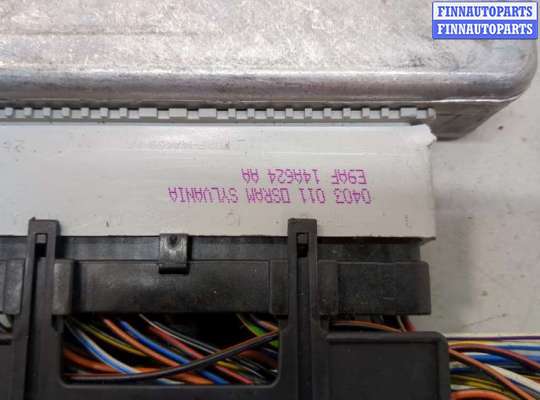 FINNAUTOPARTS
FINNAUTOPARTS
0403 011 OSRAM SYLVANIA
E9AF 14A624 AA